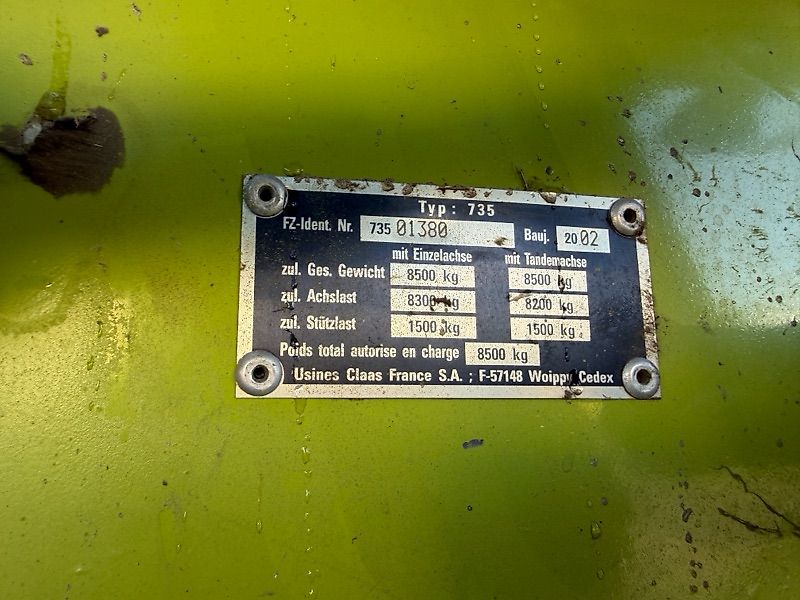 Typ: 735
FZ-Ident. Nr. 735 01380 Bauj. 2002
mit Einzelachse mit Tandemachse
zul. Ges. Gewicht 8500 kg 8500 kg
zul. Achslast 8300 kg 8200 kg
zul. Stützlast 1500 kg 1500 kg
Poids total autorise en charge 8500 kg
Usines Claas France S.A. ; F-57148 Woippy Cedex